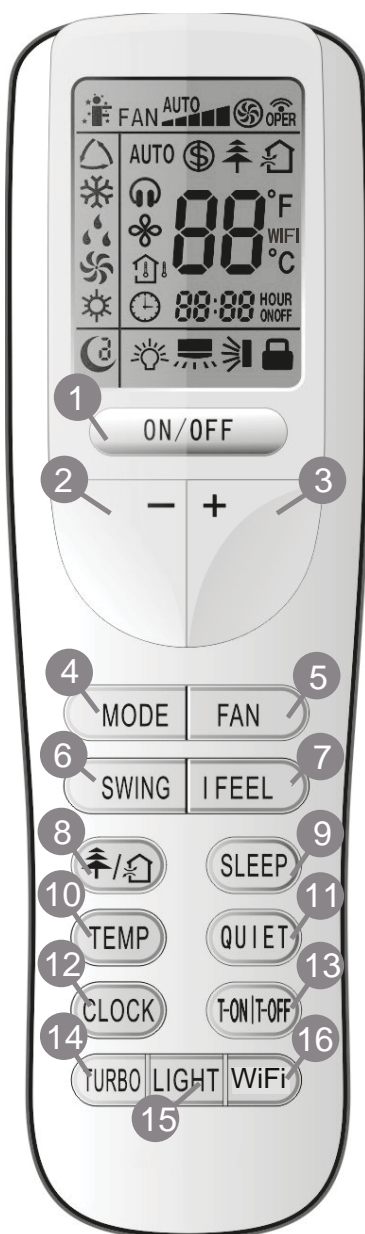 FAN AUTO OPER
AUTO
88 °F
WIFI
°C
88:88 HOUR
ON OFF
1
ON/OFF
2 3
− +
4 5
MODE FAN
6 7
SWING I FEEL
8 9
/ SLEEP
10 11
TEMP QUIET
12 13
CLOCK T-ON|T-OFF
14 16
TURBO LIGHT WiFi
15